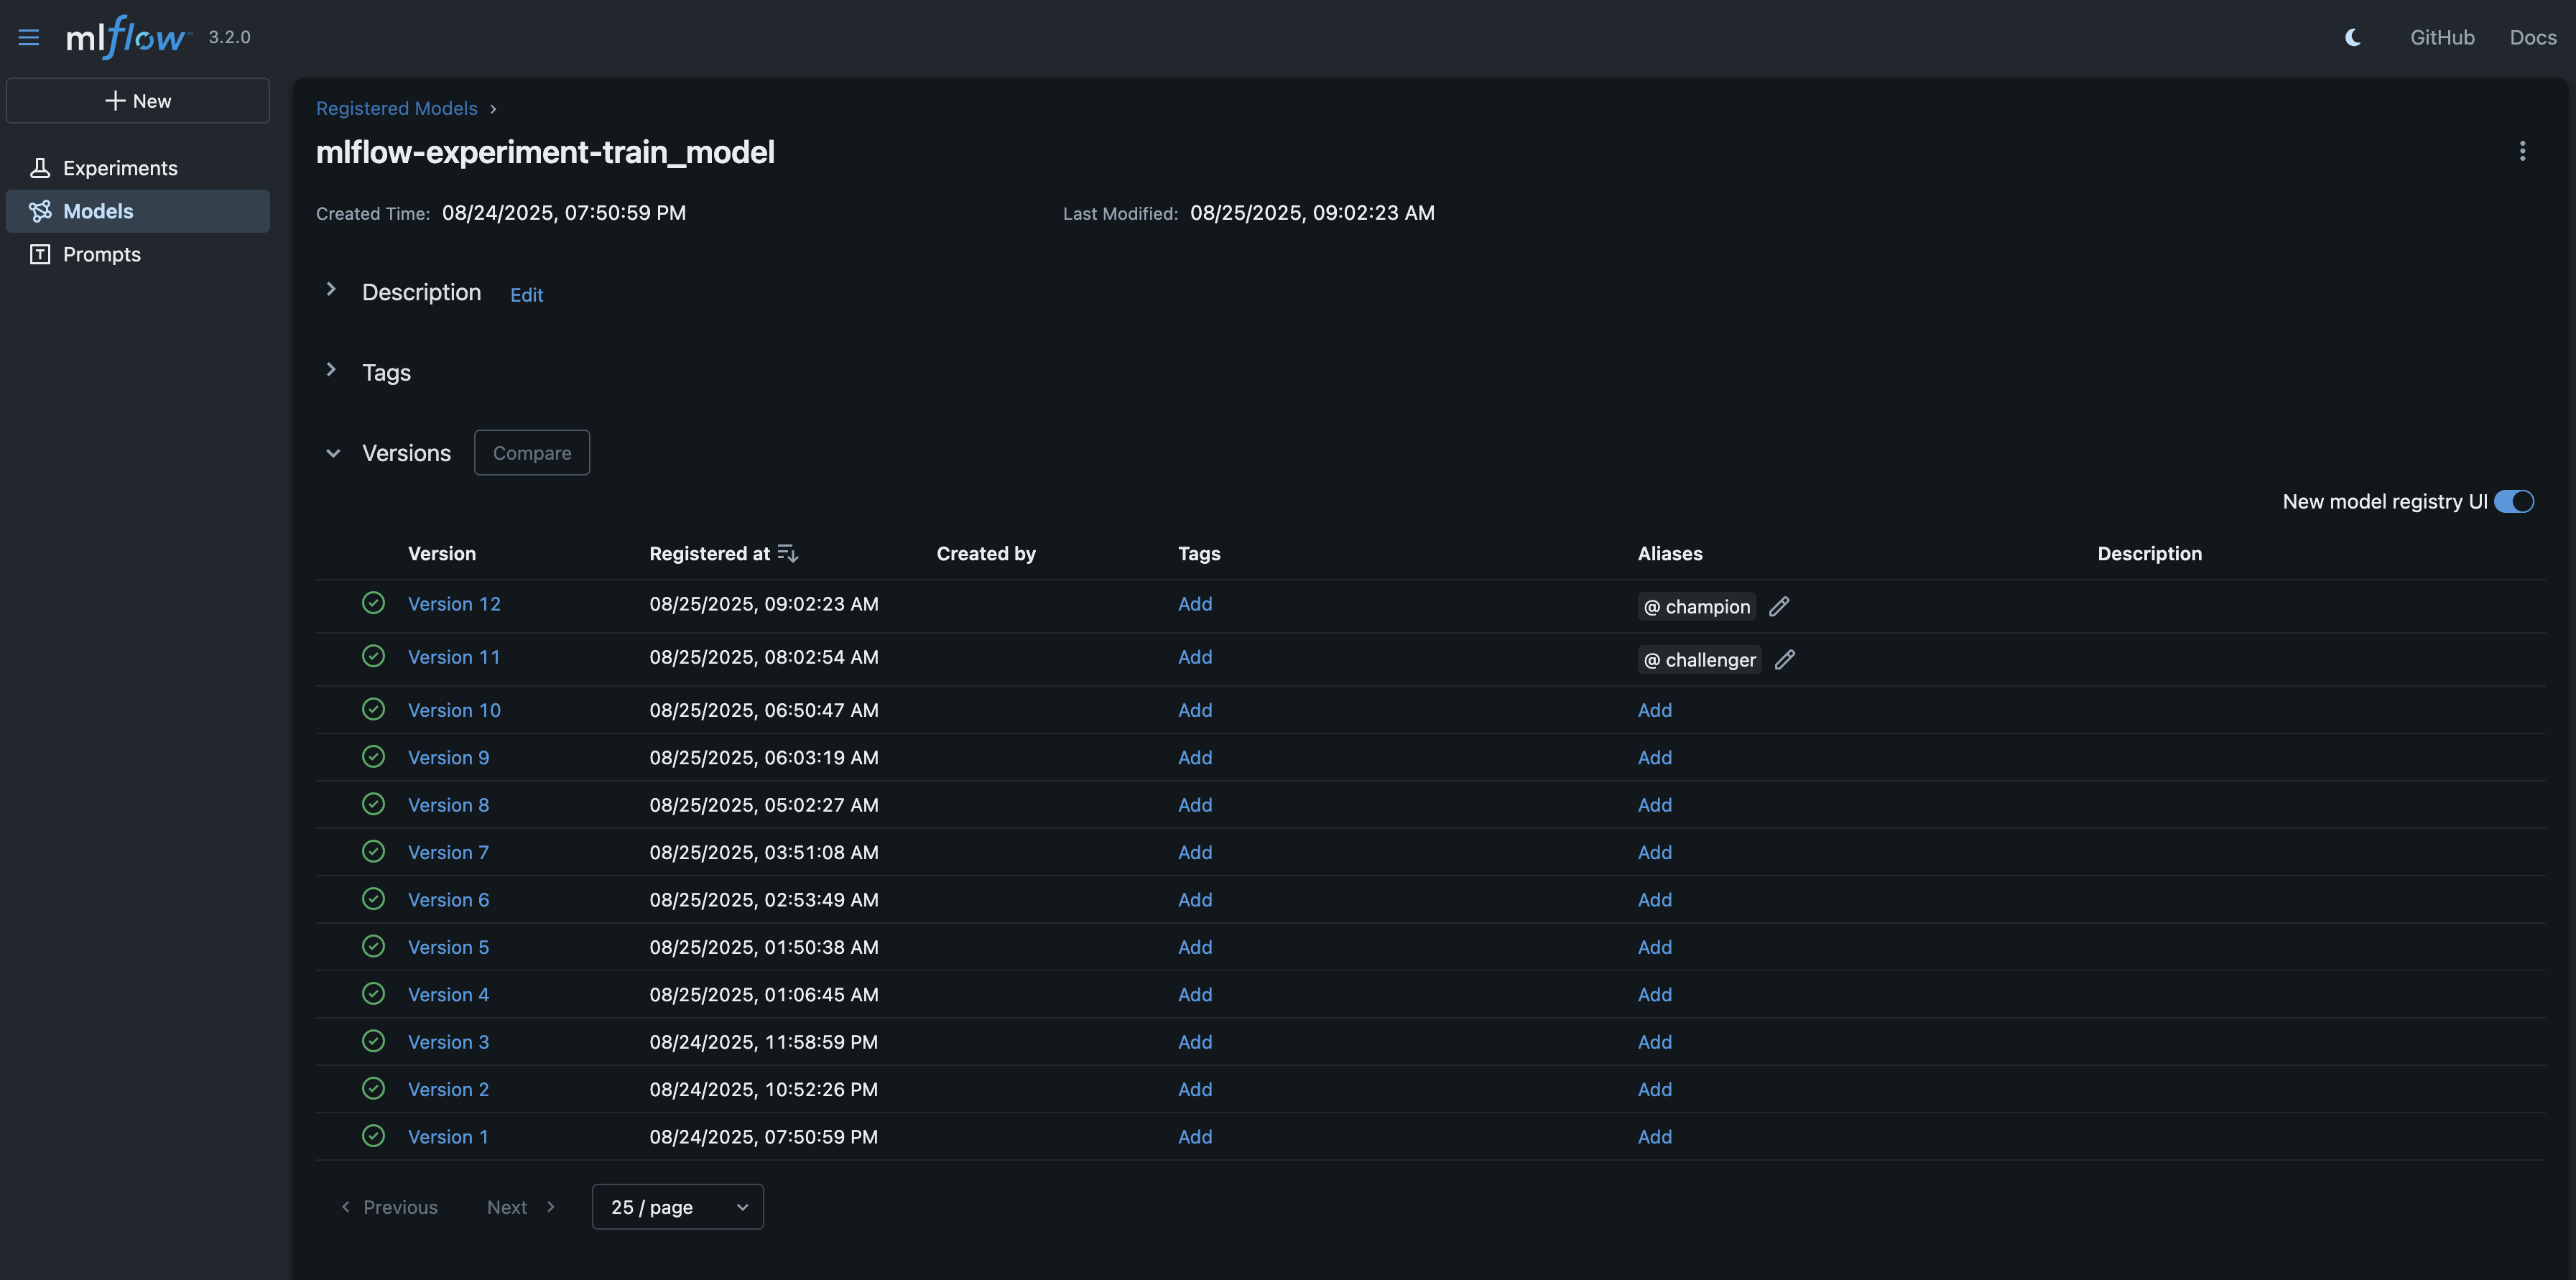 mlflow™ 3.2.0
GitHub Docs
New
Experiments
Models
Prompts
Registered Models
mlflow-experiment-train_model
Created Time: 08/24/2025, 07:50:59 PM Last Modified: 08/25/2025, 09:02:23 AM
Description Edit
Tags
Versions Compare
New model registry UI
Version Registered at Created by Tags Aliases Description
Version 12 08/25/2025, 09:02:23 AM Add @ champion
Version 11 08/25/2025, 08:02:54 AM Add @ challenger
Version 10 08/25/2025, 06:50:47 AM Add Add
Version 9 08/25/2025, 06:03:19 AM Add Add
Version 8 08/25/2025, 05:02:27 AM Add Add
Version 7 08/25/2025, 03:51:08 AM Add Add
Version 6 08/25/2025, 02:53:49 AM Add Add
Version 5 08/25/2025, 01:50:38 AM Add Add
Version 4 08/25/2025, 01:06:45 AM Add Add
Version 3 08/24/2025, 11:58:59 PM Add Add
Version 2 08/24/2025, 10:52:26 PM Add Add
Version 1 08/24/2025, 07:50:59 PM Add Add
Previous Next 25 / page